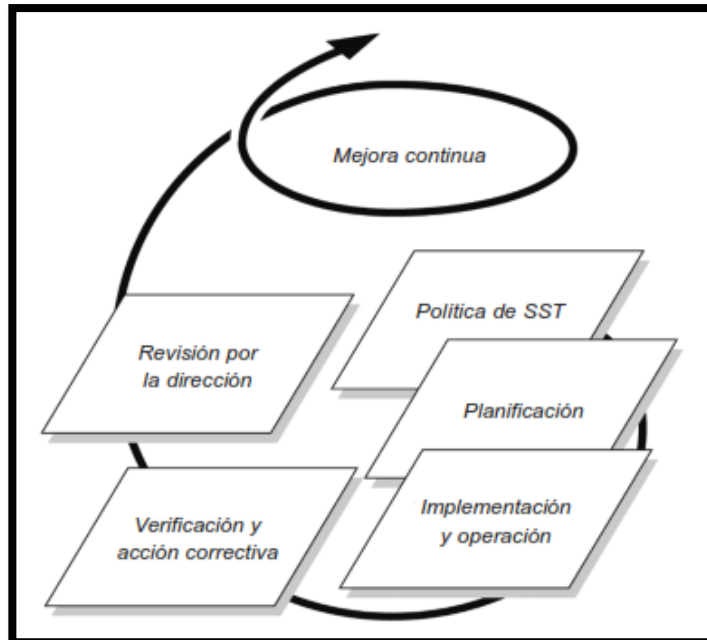 Mejora continua
Política de SST
Planificación
Implementación
y operación
Verificación y
acción correctiva
Revisión por
la dirección